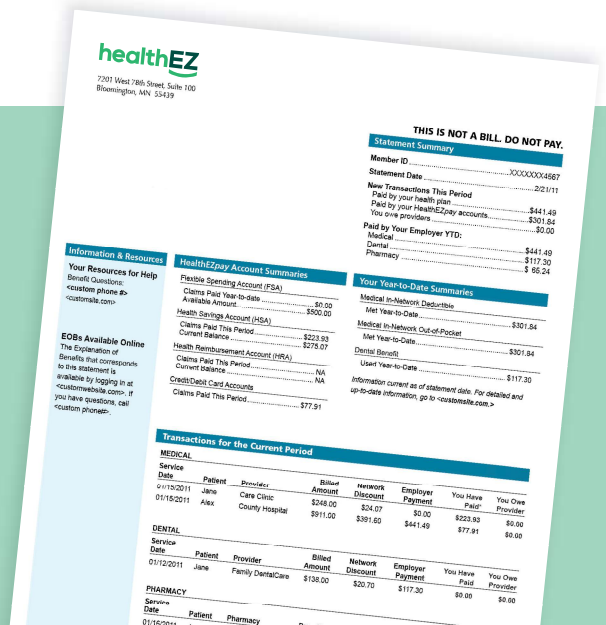 healthEZ
7201 West 78th Street, Suite 100
Bloomington, MN 55439
THIS IS NOT A BILL. DO NOT PAY.
Statement Summary
Member ID ..... XXXXXXX4567
Statement Date ..... 2/21/11
New Transactions This Period
Paid by your health plan ..... $441.49
Paid by your HealthEZpay accounts ..... $301.84
You owe providers ..... $0.00
Paid by Your Employer YTD:
Medical ..... $441.49
Dental ..... $117.30
Pharmacy ..... $ 65.24
Information & Resources
Your Resources for Help
Benefit Questions:
<custom phone #>
<customsite.com>
EOBs Available Online
The Explanation of
Benefits that corresponds
to this statement is
available by logging in at
<customwebsite.com>. If
you have questions, call
<custom phone#>.
HealthEZpay Account Summaries
Flexible Spending Account (FSA)
Claims Paid Year-to-date ..... $0.00
Available Amount ..... $500.00
Health Savings Account (HSA)
Claims Paid This Period ..... $223.93
Current Balance ..... $275.07
Health Reimbursement Account (HRA)
Claims Paid This Period ..... NA
Current Balance ..... NA
Credit/Debit Card Accounts
Claims Paid This Period ..... $77.91
Your Year-to-Date Summaries
Medical In-Network Deductible
Met Year-to-Date ..... $301.84
Medical In-Network Out-of-Pocket
Met Year-to-Date ..... $301.84
Dental Benefit
Used Year-to-Date ..... $117.30
Information current as of statement date. For detailed and
up-to-date information, go to <customsite.com.>
Transactions for the Current Period
MEDICAL
Service Date Patient Provider Billed Amount Network Discount Employer Payment You Have Paid* You Owe Provider
01/15/2011 Jane Care Clinic $248.00 $24.07 $0.00 $223.93 $0.00
01/15/2011 Alex County Hospital $911.00 $391.60 $441.49 $77.91 $0.00
DENTAL
Service Date Patient Provider Billed Amount Network Discount Employer Payment You Have Paid You Owe Provider
01/12/2011 Jane Family DentalCare $138.00 $20.70 $117.30 $0.00 $0.00
PHARMACY
Service Date Patient Pharmacy
01/16/2011